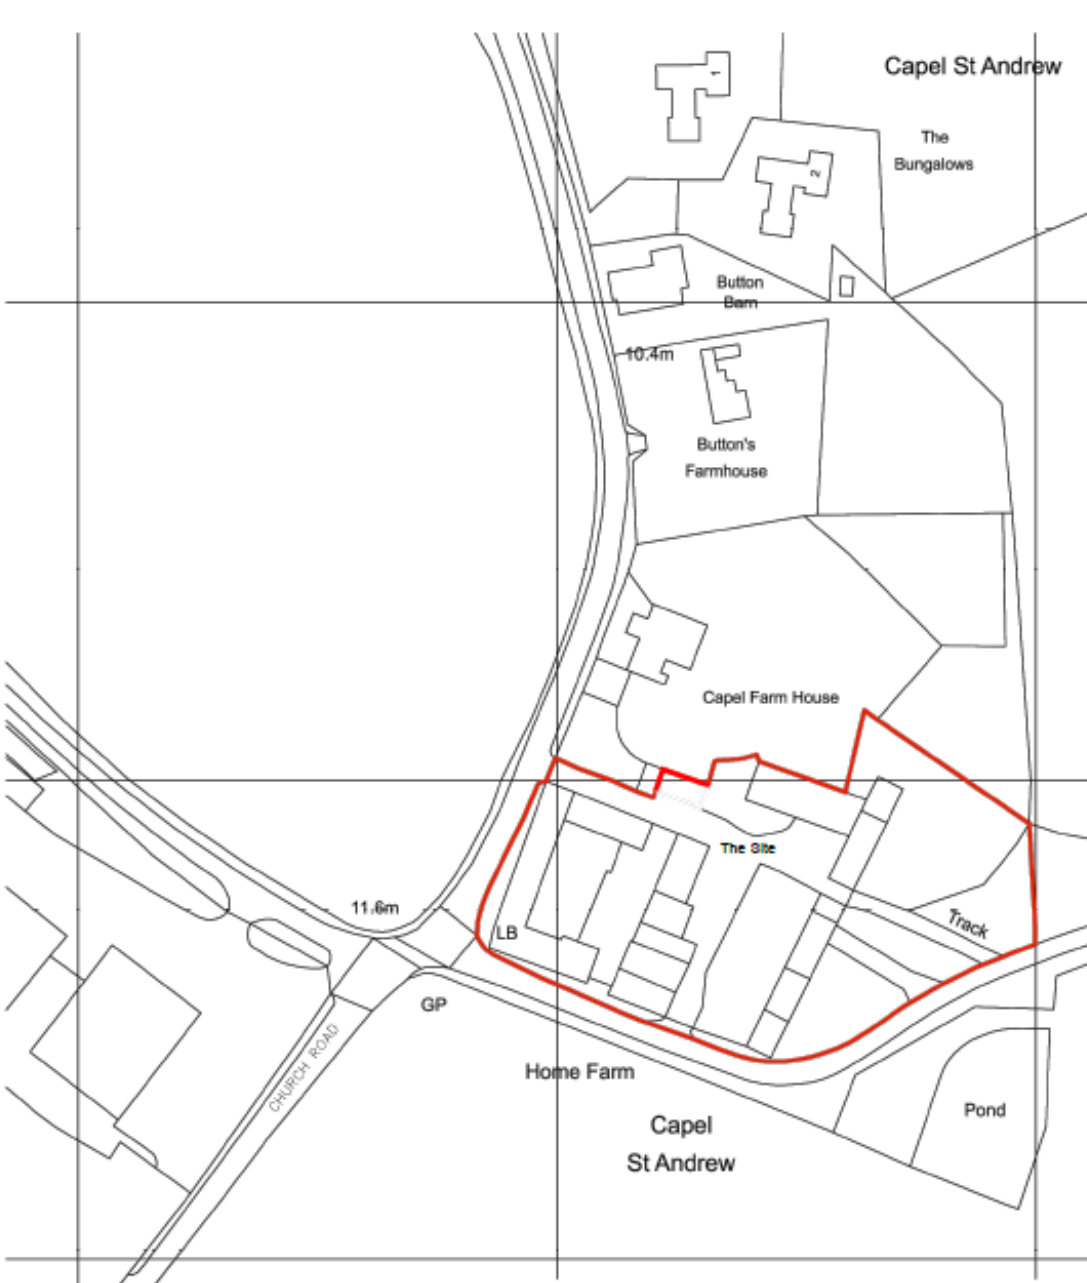 Capel St Andrew
1
The
Bungalows
2
Button
Barn
10.4m
Button's
Farmhouse
Capel Farm House
The Site
11.6m
LB
Track
GP
CHURCH ROAD
Home Farm
Capel
St Andrew
Pond